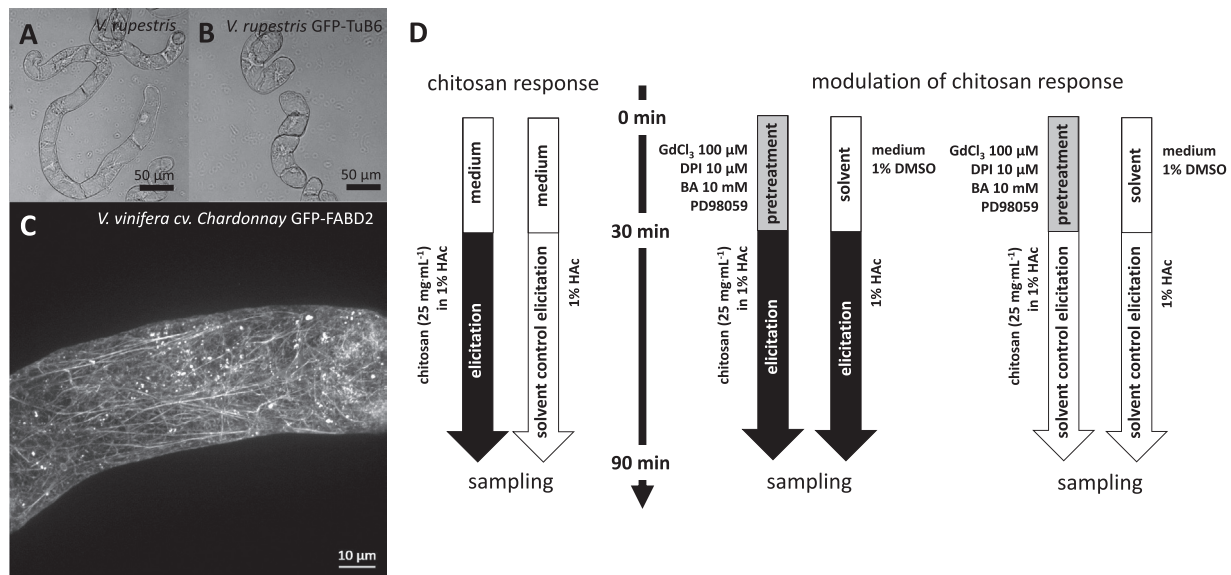 A
V. rupestris
50 µm
B
V. rupestris GFP-TuB6
50 µm
C
V. vinifera cv. Chardonnay GFP-FABD2
10 µm
D
chitosan response
medium
medium
chitosan (25 mg·mL⁻¹)
in 1% HAc
elicitation
solvent control elicitation
1% HAc
sampling
0 min
30 min
90 min
modulation of chitosan response
GdCl₃ 100 µM
DPI 10 µM
BA 10 mM
PD98059
pretreatment
solvent
medium
1% DMSO
chitosan (25 mg·mL⁻¹)
in 1% HAc
elicitation
elicitation
1% HAc
sampling
GdCl₃ 100 µM
DPI 10 µM
BA 10 mM
PD98059
pretreatment
solvent
medium
1% DMSO
chitosan (25 mg·mL⁻¹)
in 1% HAc
solvent control elicitation
solvent control elicitation
1% HAc
sampling